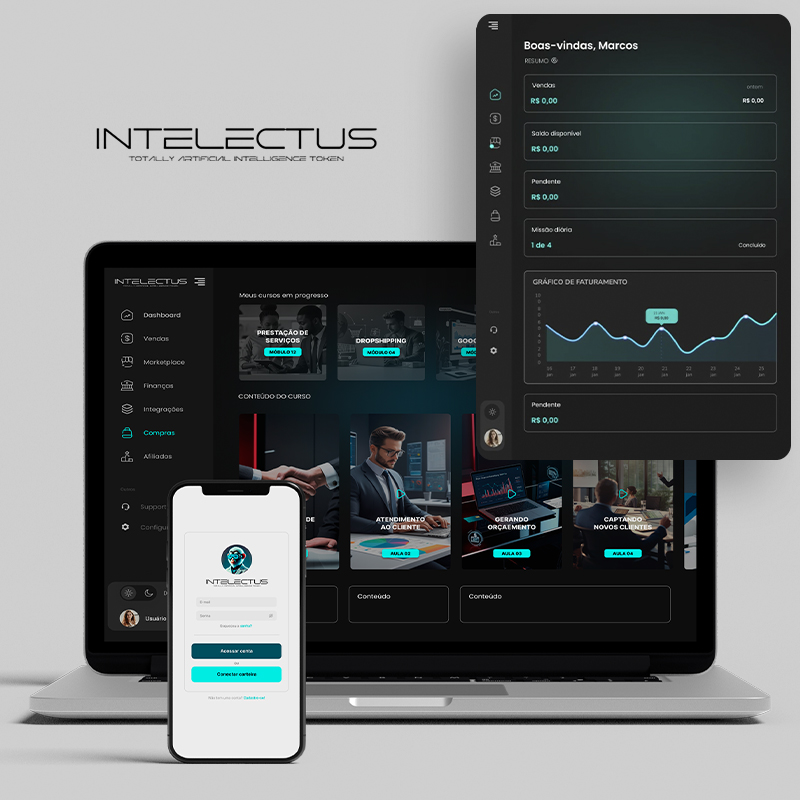 INTELECTUS
TOTALLY ARTIFICIAL INTELLIGENCE TOKEN
Boas-vindas, Marcos
RESUMO
Vendas
ontem
R$ 0,00
R$ 0,00
Saldo disponível
R$ 0,00
Pendente
R$ 0,00
Missão diária
1 de 4
Concluído
GRÁFICO DE FATURAMENTO
10
9
8
7
6
5
4
3
2
1
0
16 17 18 19 20 21 22 23 24 25
jan jan jan jan jan jan jan jan jan jan
Pendente
R$ 0,00
INTELECTUS
Dashboard
Vendas
Marketplace
Finanças
Integrações
Compras
Afiliados
Support
Configu
Usuário
Meus cursos em progresso
PRESTAÇÃO DE
SERVIÇOS
MÓDULO 12
DROPSHIPPING
MÓDULO 04
GOO
CONTEÚDO DO CURSO
DE
ATENDIMENTO
AO CLIENTE
AULA 02
GERANDO
ORÇAEMENTO
AULA 03
CAPTANDO
NOVOS CLIENTES
AULA 04
Conteúdo
Conteúdo
INTELECTUS
E-mail
Senha
Esqueceu a senha?
Acessar conta
ou
Conectar carteira
Não tem uma conta? Cadastre-se!